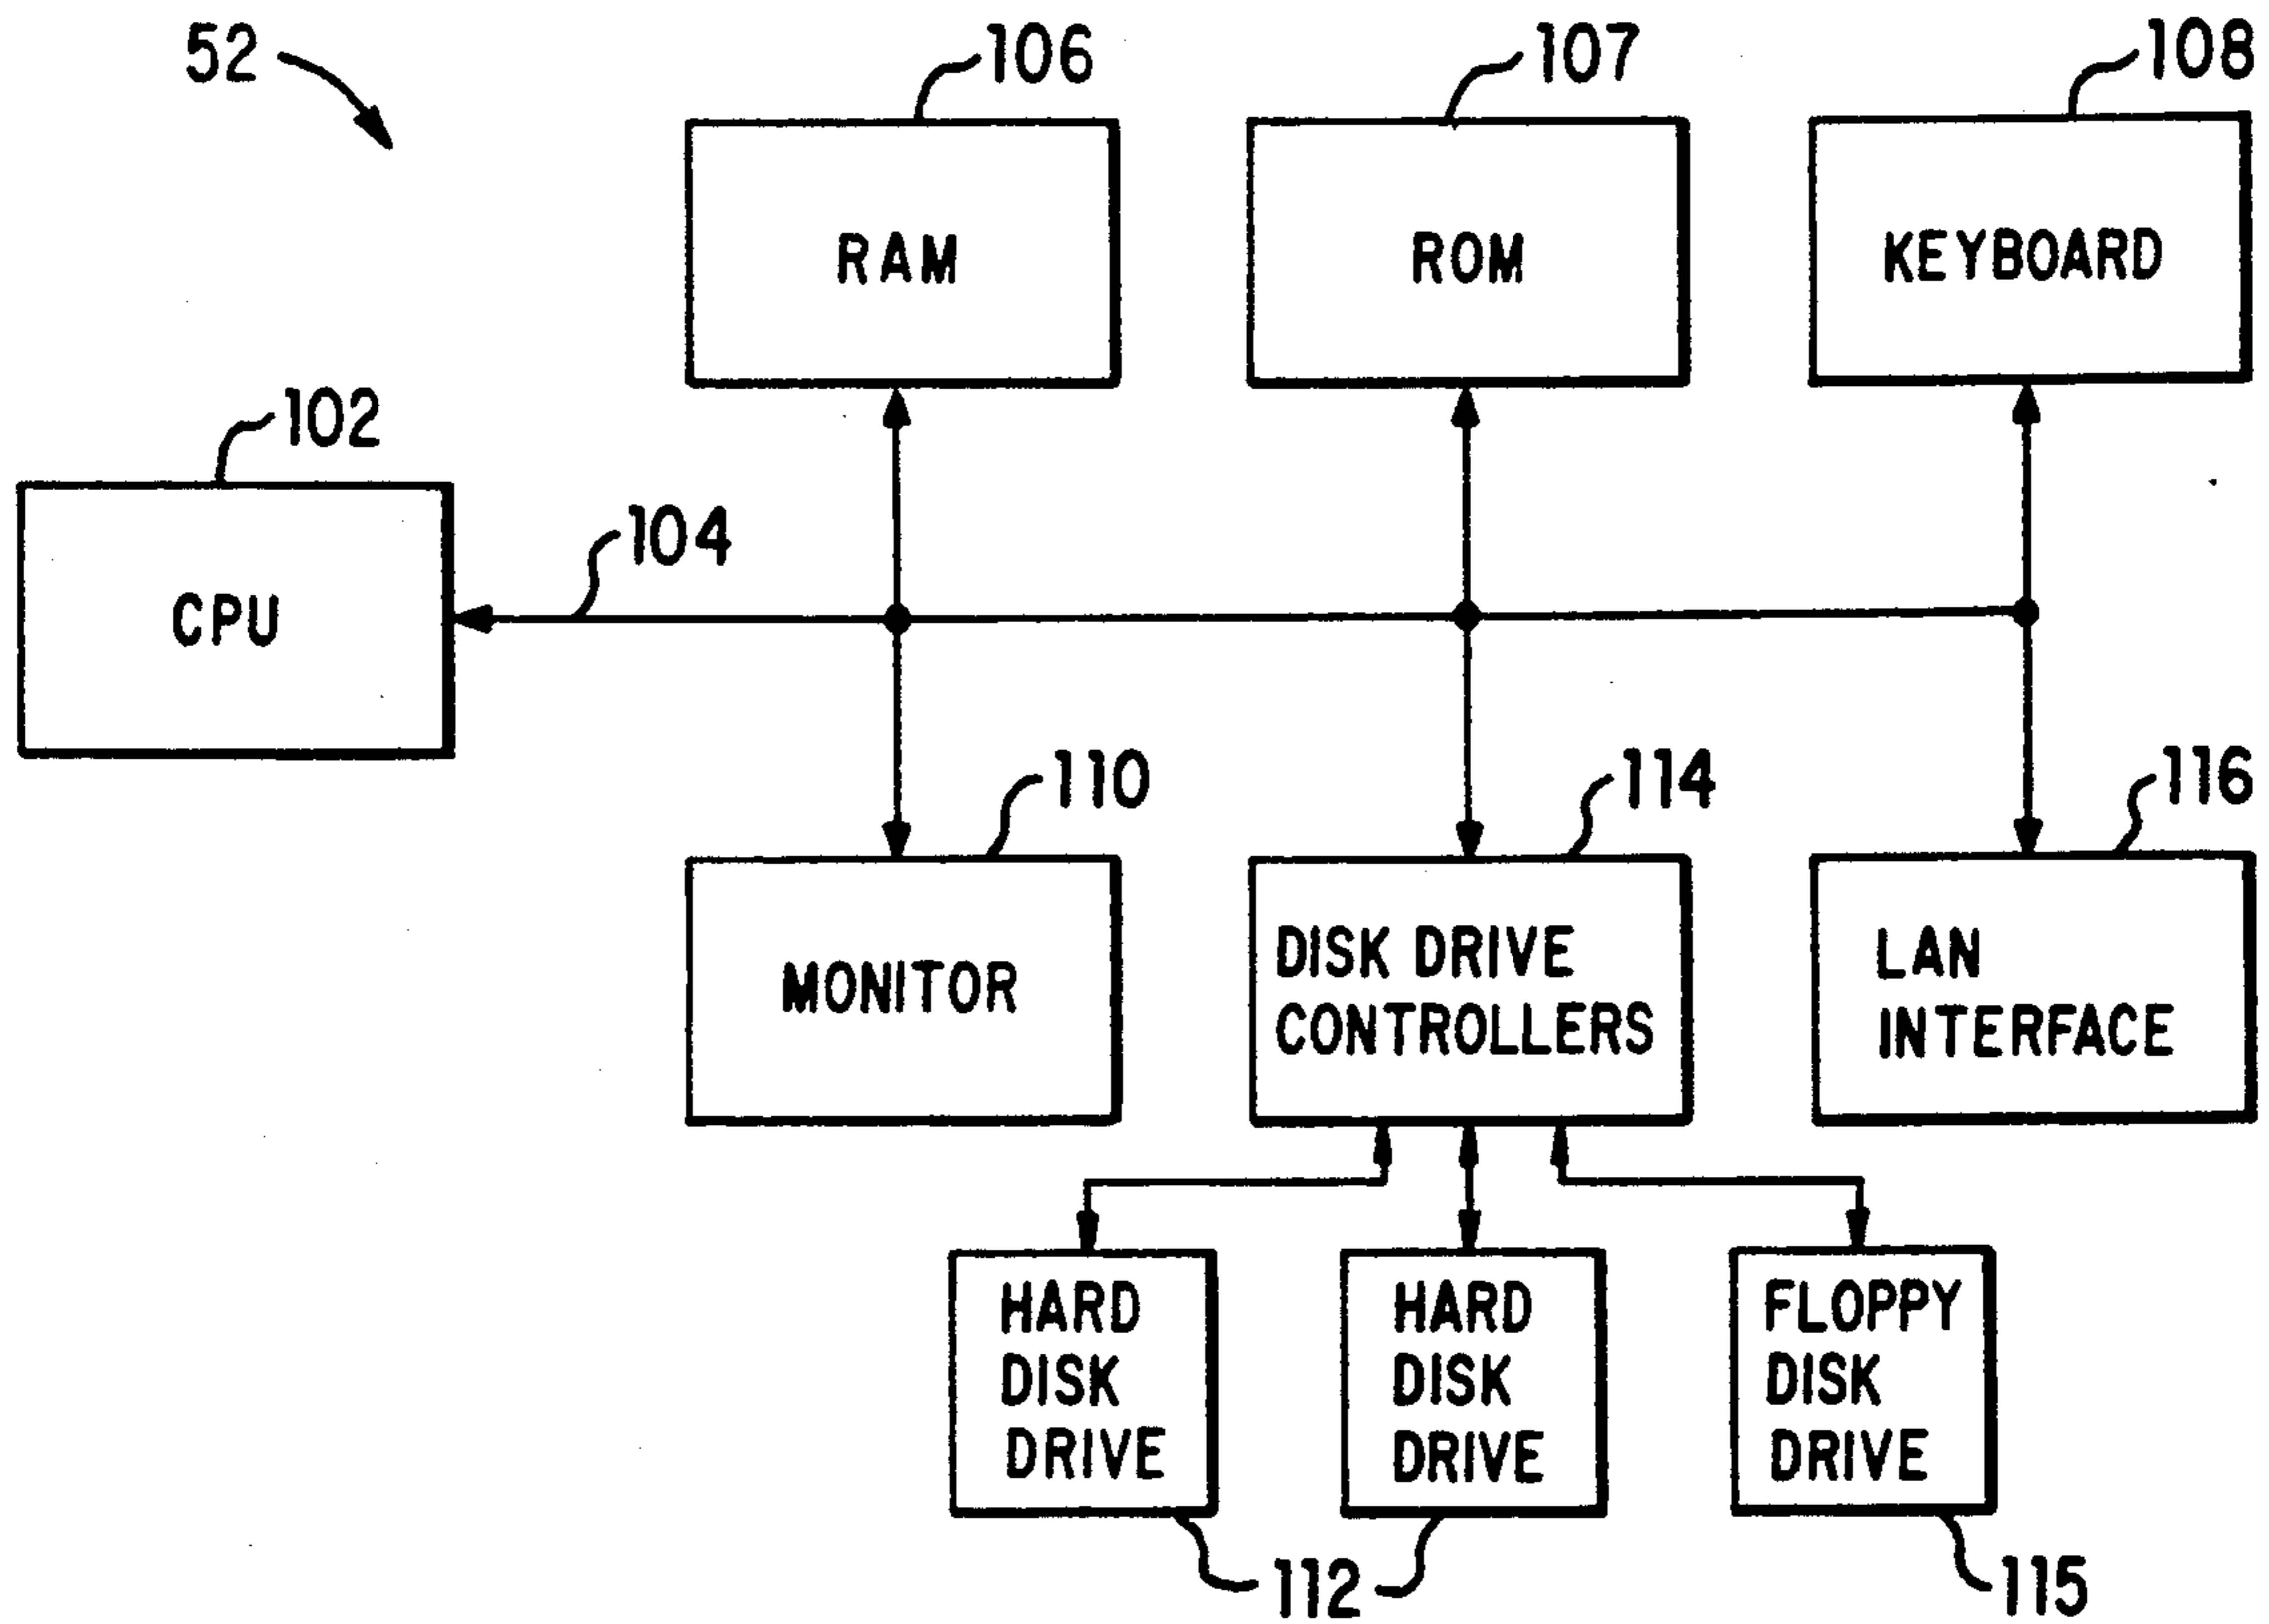 52
106
107
108
RAM
ROM
KEYBOARD
102
104
CPU
110
114
116
MONITOR
DISK DRIVE
CONTROLLERS
LAN
INTERFACE
HARD
DISK
DRIVE
HARD
DISK
DRIVE
FLOPPY
DISK
DRIVE
112
115